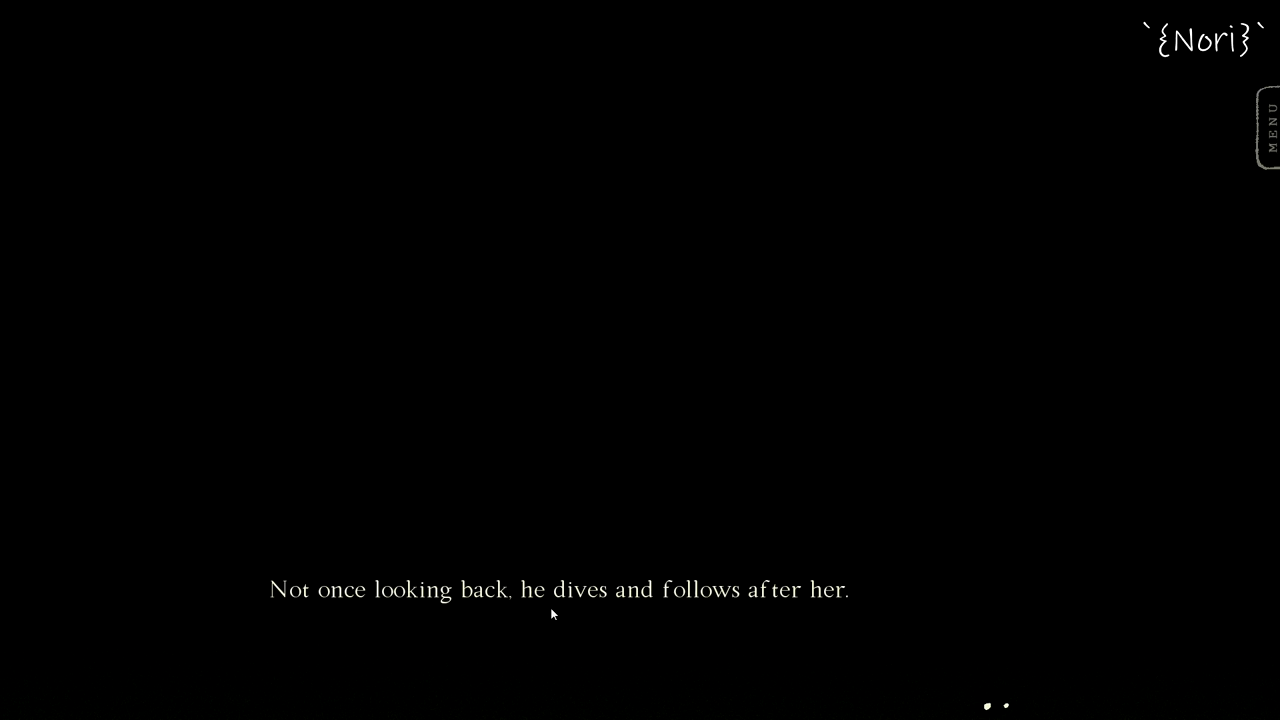 `{Nori}`
MENU
Not once looking back, he dives and follows after her.